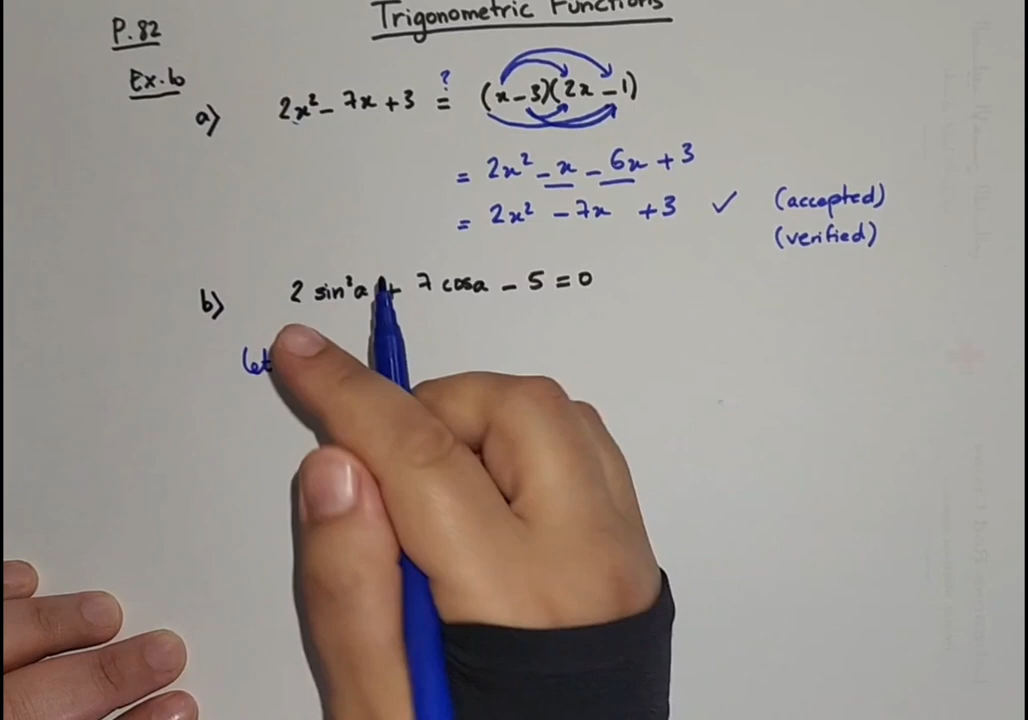 Trigonometric Functions
P.82
Ex.6
a) 2x² - 7x + 3 ?= (x-3)(2x-1)
= 2x² - x - 6x + 3
= 2x² - 7x + 3 ✓ (accepted)
(verified)
b) 2 sin²a + 7 cosa - 5 = 0
let